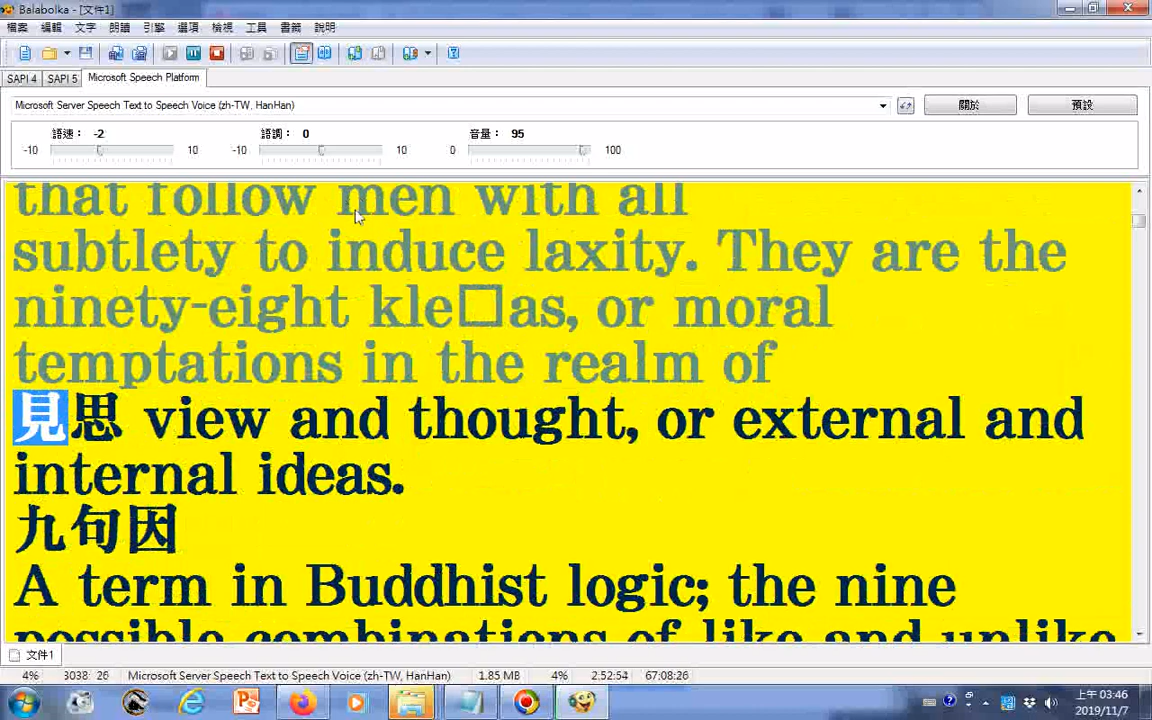 Balabolka - [文件1]
檔案 編輯 文字 朗讀 引擎 選項 檢視 工具 書籤 說明
SAPI 4 SAPI 5 Microsoft Speech Platform
Microsoft Server Speech Text to Speech Voice (zh-TW, HanHan) 關於 預設
語速： -2 語調： 0 音量： 95
-10 10 -10 10 0 100
that follow men with all
subtlety to induce laxity. They are the
ninety-eight kle□as, or moral
temptations in the realm of
見思 view and thought, or external and
internal ideas.
九句因
A term in Buddhist logic; the nine
possible combinations of like and unlike
文件1
4% 3038: 26 Microsoft Server Speech Text to Speech Voice (zh-TW, HanHan) 1.85 MB 4% 2:52:54 67:08:26
上午 03:46
2019/11/7